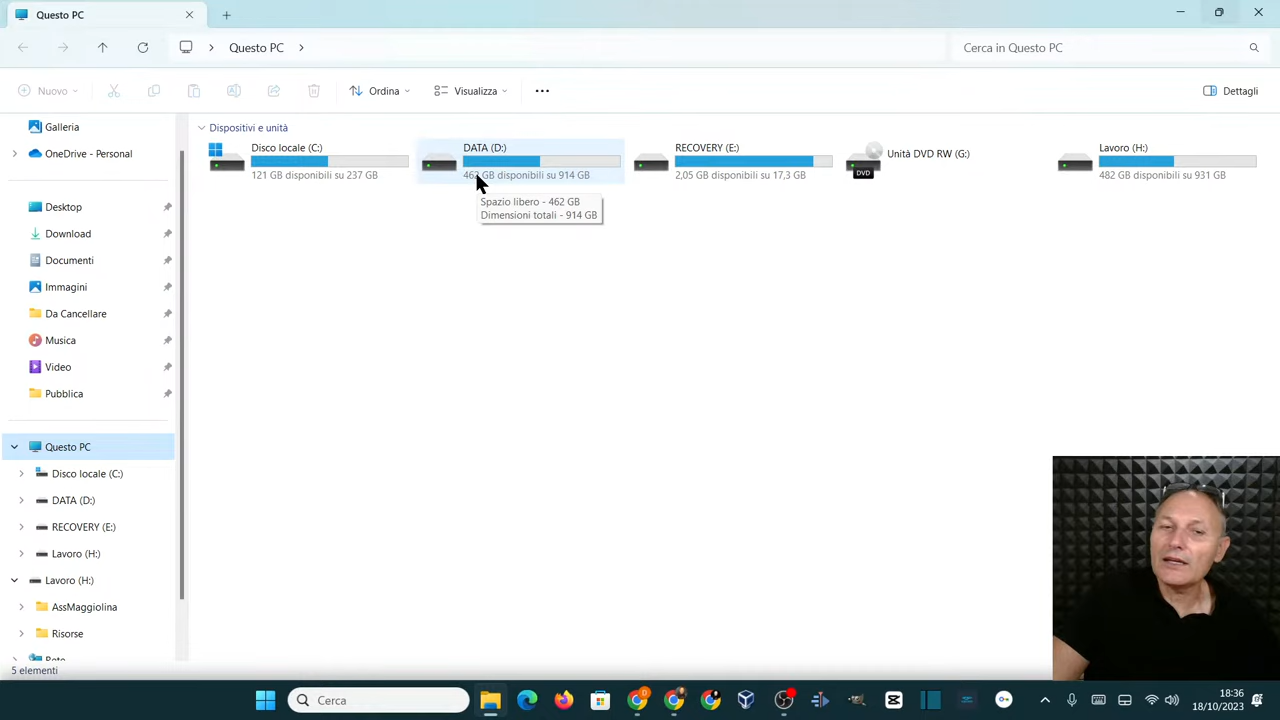 Questo PC
Questo PC
Cerca in Questo PC
Nuovo
Ordina
Visualizza
Dettagli
Galleria
OneDrive - Personal
Desktop
Download
Documenti
Immagini
Da Cancellare
Musica
Video
Pubblica
Questo PC
Disco locale (C:)
DATA (D:)
RECOVERY (E:)
Lavoro (H:)
Lavoro (H:)
AssMaggiolina
Risorse
Rete
5 elementi
Dispositivi e unità
Disco locale (C:)
121 GB disponibili su 237 GB
DATA (D:)
462 GB disponibili su 914 GB
Spazio libero - 462 GB
Dimensioni totali - 914 GB
RECOVERY (E:)
2,05 GB disponibili su 17,3 GB
DVD
Unità DVD RW (G:)
Lavoro (H:)
482 GB disponibili su 931 GB
Cerca
18:36
18/10/2023